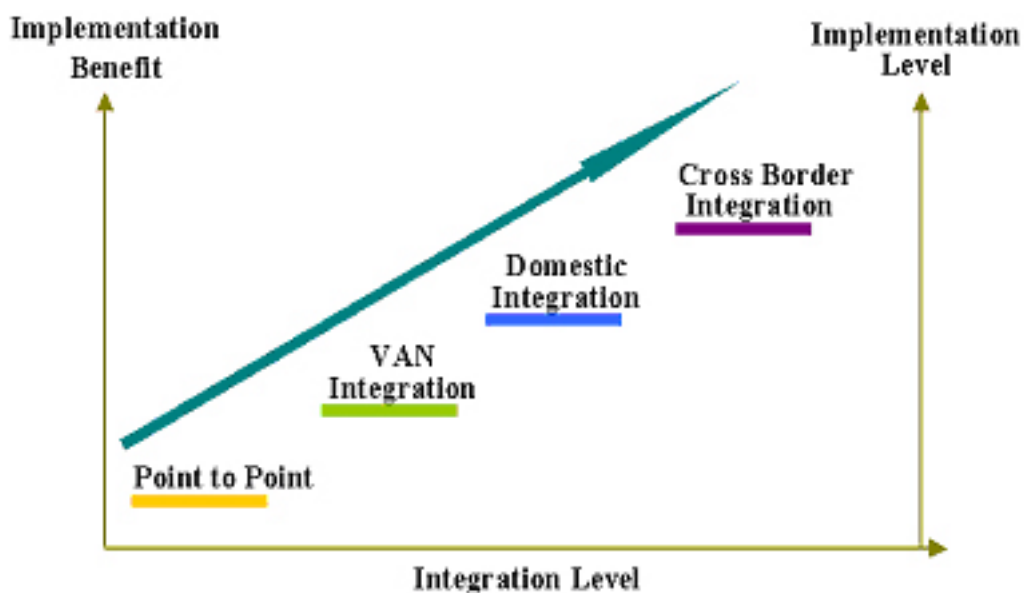 Implementation
Benefit
Implementation
Level
Cross Border
Integration
Domestic
Integration
VAN
Integration
Point to Point
Integration Level